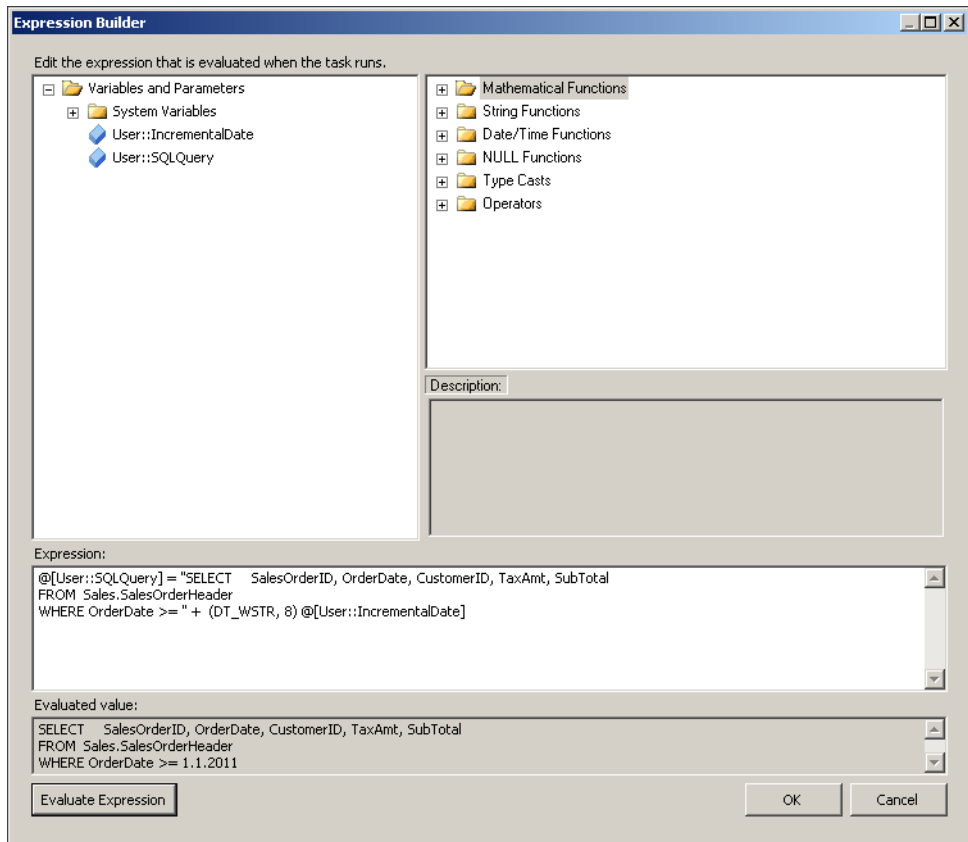 Expression Builder
Edit the expression that is evaluated when the task runs.
Variables and Parameters
System Variables
User::IncrementalDate
User::SQLQuery
Mathematical Functions
String Functions
Date/Time Functions
NULL Functions
Type Casts
Operators
Description:
Expression:
@[User::SQLQuery] = "SELECT     SalesOrderID, OrderDate, CustomerID, TaxAmt, SubTotal
FROM  Sales.SalesOrderHeader
WHERE OrderDate >= " +  (DT_WSTR, 8) @[User::IncrementalDate]
Evaluated value:
SELECT     SalesOrderID, OrderDate, CustomerID, TaxAmt, SubTotal
FROM  Sales.SalesOrderHeader
WHERE OrderDate >= 1.1.2011
Evaluate Expression
OK
Cancel